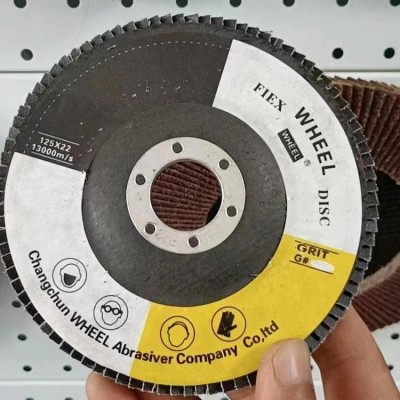 125X22
13000m/s
FIEX WHEEL DISC
WHEEL ®
GRIT
G#
Changchun WHEEL Abrasiver Company Co,ltd